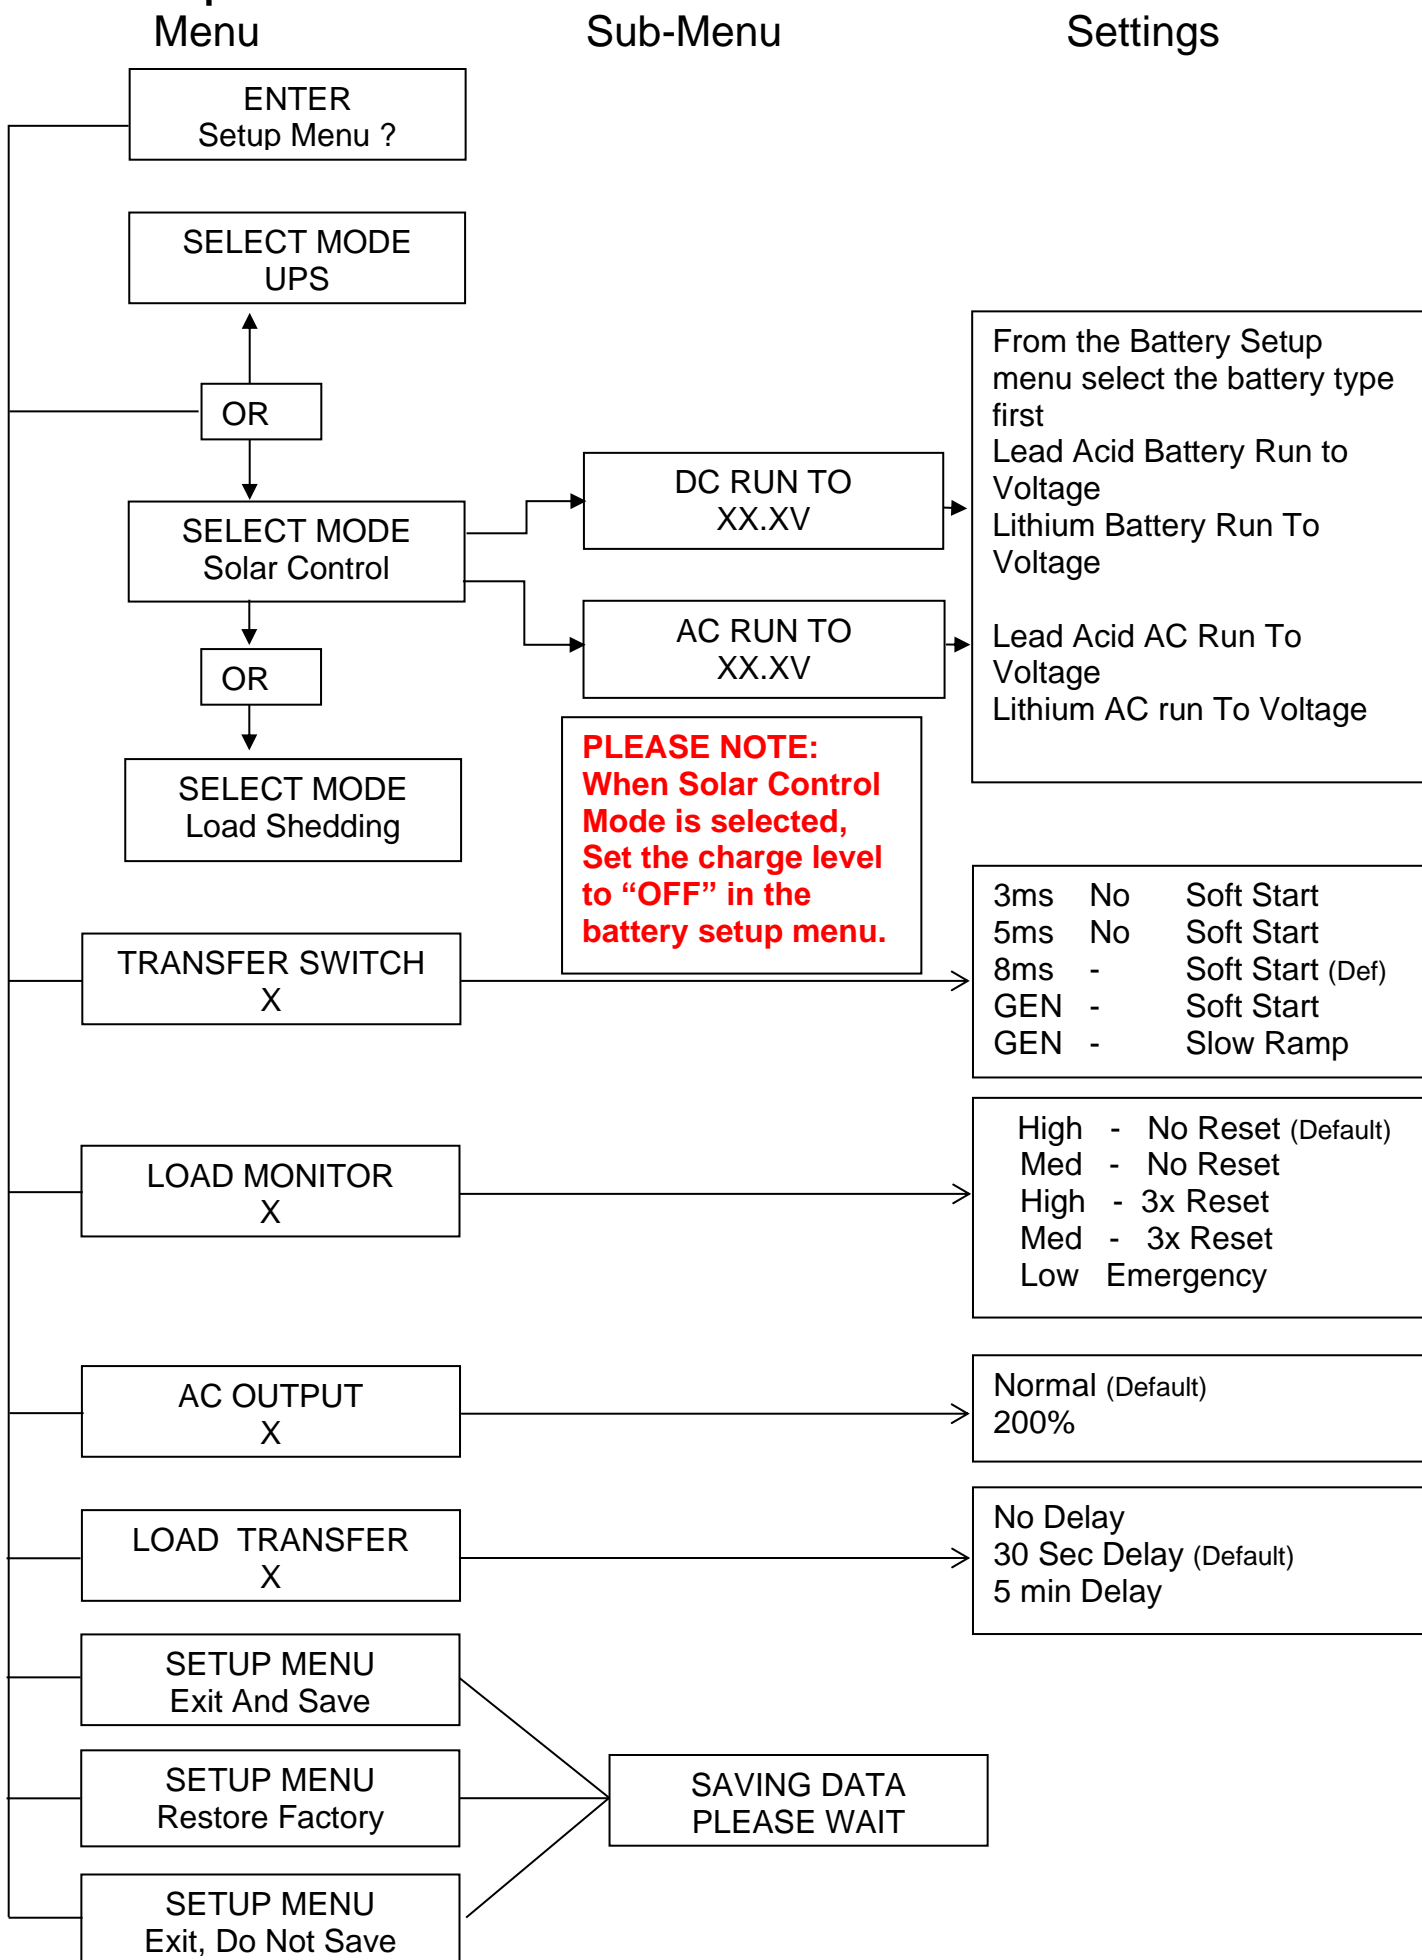 Menu Sub-Menu Settings
ENTER
Setup Menu ?
SELECT MODE
UPS
OR
SELECT MODE
Solar Control
OR
SELECT MODE
Load Shedding
DC RUN TO
XX.XV
AC RUN TO
XX.XV
From the Battery Setup
menu select the battery type
first
Lead Acid Battery Run to
Voltage
Lithium Battery Run To
Voltage
Lead Acid AC Run To
Voltage
Lithium AC run To Voltage
PLEASE NOTE:
When Solar Control
Mode is selected,
Set the charge level
to “OFF” in the
battery setup menu.
TRANSFER SWITCH
X
3ms No Soft Start
5ms No Soft Start
8ms - Soft Start (Def)
GEN - Soft Start
GEN - Slow Ramp
LOAD MONITOR
X
High - No Reset (Default)
Med - No Reset
High - 3x Reset
Med - 3x Reset
Low Emergency
AC OUTPUT
X
Normal (Default)
200%
LOAD TRANSFER
X
No Delay
30 Sec Delay (Default)
5 min Delay
SETUP MENU
Exit And Save
SETUP MENU
Restore Factory
SETUP MENU
Exit, Do Not Save
SAVING DATA
PLEASE WAIT